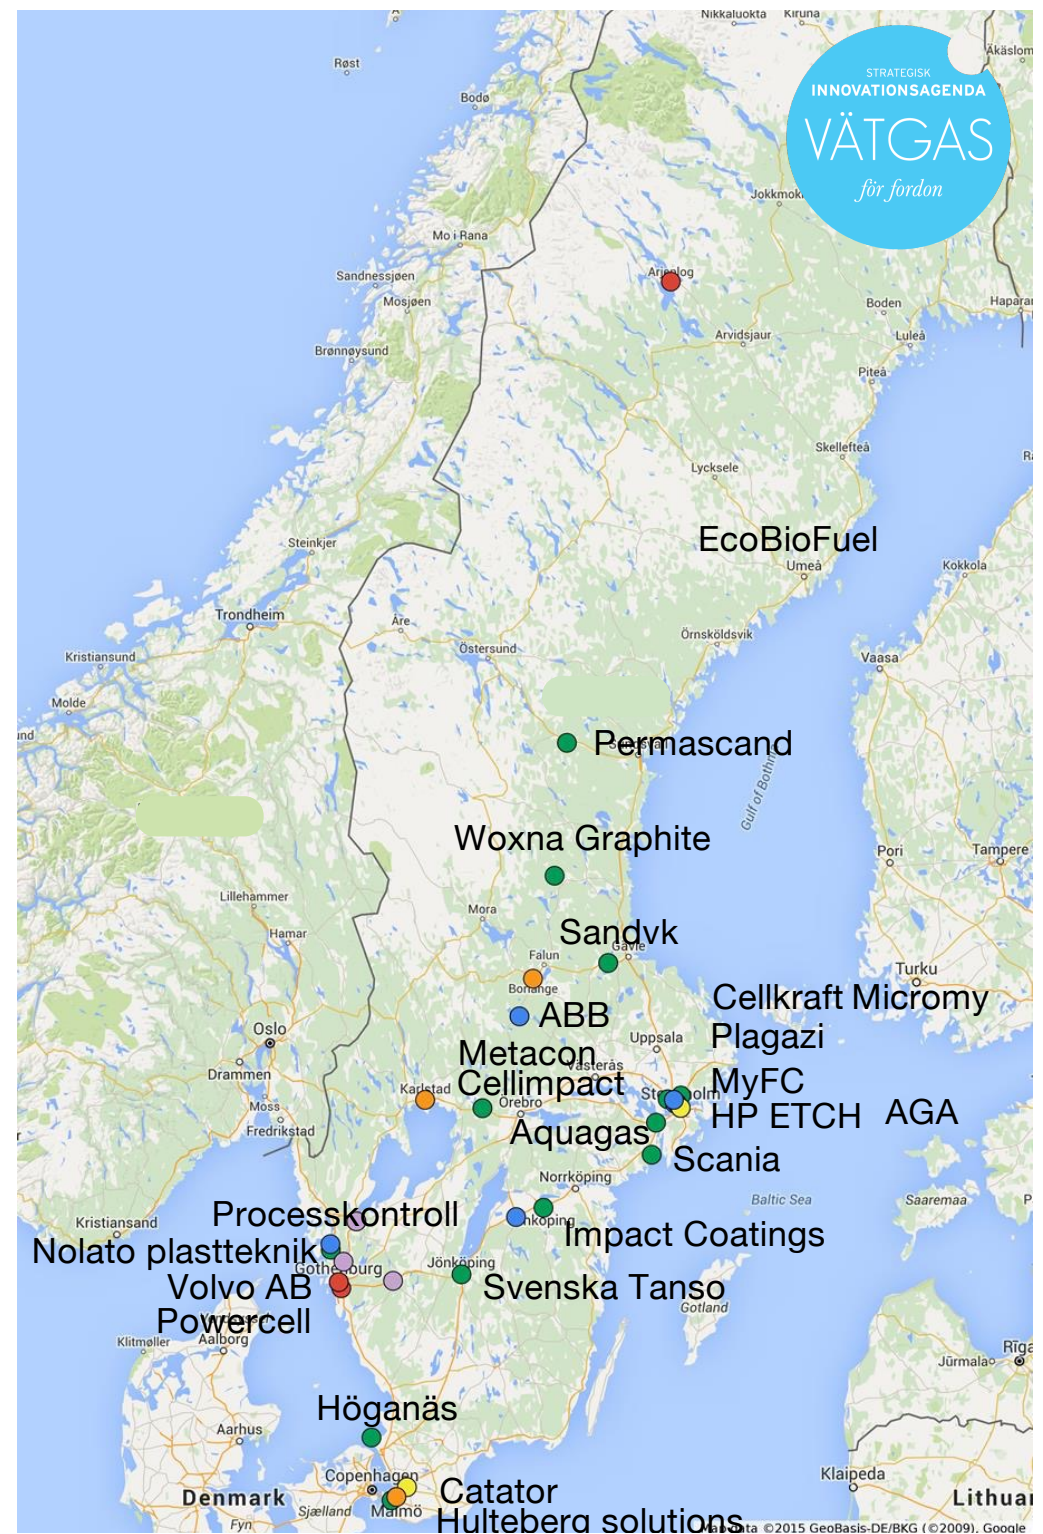 Nikkaluokta
Kiruna
Røst
STRATEGISK
INNOVATIONSAGENDA
VÄTGAS
för fordon
Bodø
Mo i Rana
Sandnessjøen
Mosjøen
Boden
Arvidsjaur
Luleå
Brønnøysund
Piteå
Skellefteå
Lycksele
EcoBioFuel
Steinkjer
Umeå
Kokkola
Trondheim
Åre
Örnsköldsvik
Östersund
Kristiansund
Vaasa
Molde
Permascand
Gulf of Bothnia
Woxna Graphite
Pori
Tampere
Lillehammer
Mora
Sandvk
Hamar
Gävle
Falun
Turku
Borlänge
Cellkraft Micromy
ABB
Oslo
Plagazi
Uppsala
Metacon
Västerås
Drammen
Cellimpact
MyFC
Karlstad
Moss
Örebro
HP ETCH
AGA
Fredrikstad
Aquagas
Scania
Norrköping
Baltic Sea
Saaremaa
Processkontroll
Kristiansand
Impact Coatings
Nolato plastteknik
Jönköping
Volvo AB
Svenska Tanso
Gotland
Powercell
Klitmøller
Aalborg
Jūrmala
Rīga
Höganäs
Aarhus
Copenhagen
Klaipeda
Catator
Denmark
Sjælland
Malmö
Hulteberg solutions
Fyn
Map data ©2015 GeoBasis-DE/BKG (©2009), Google